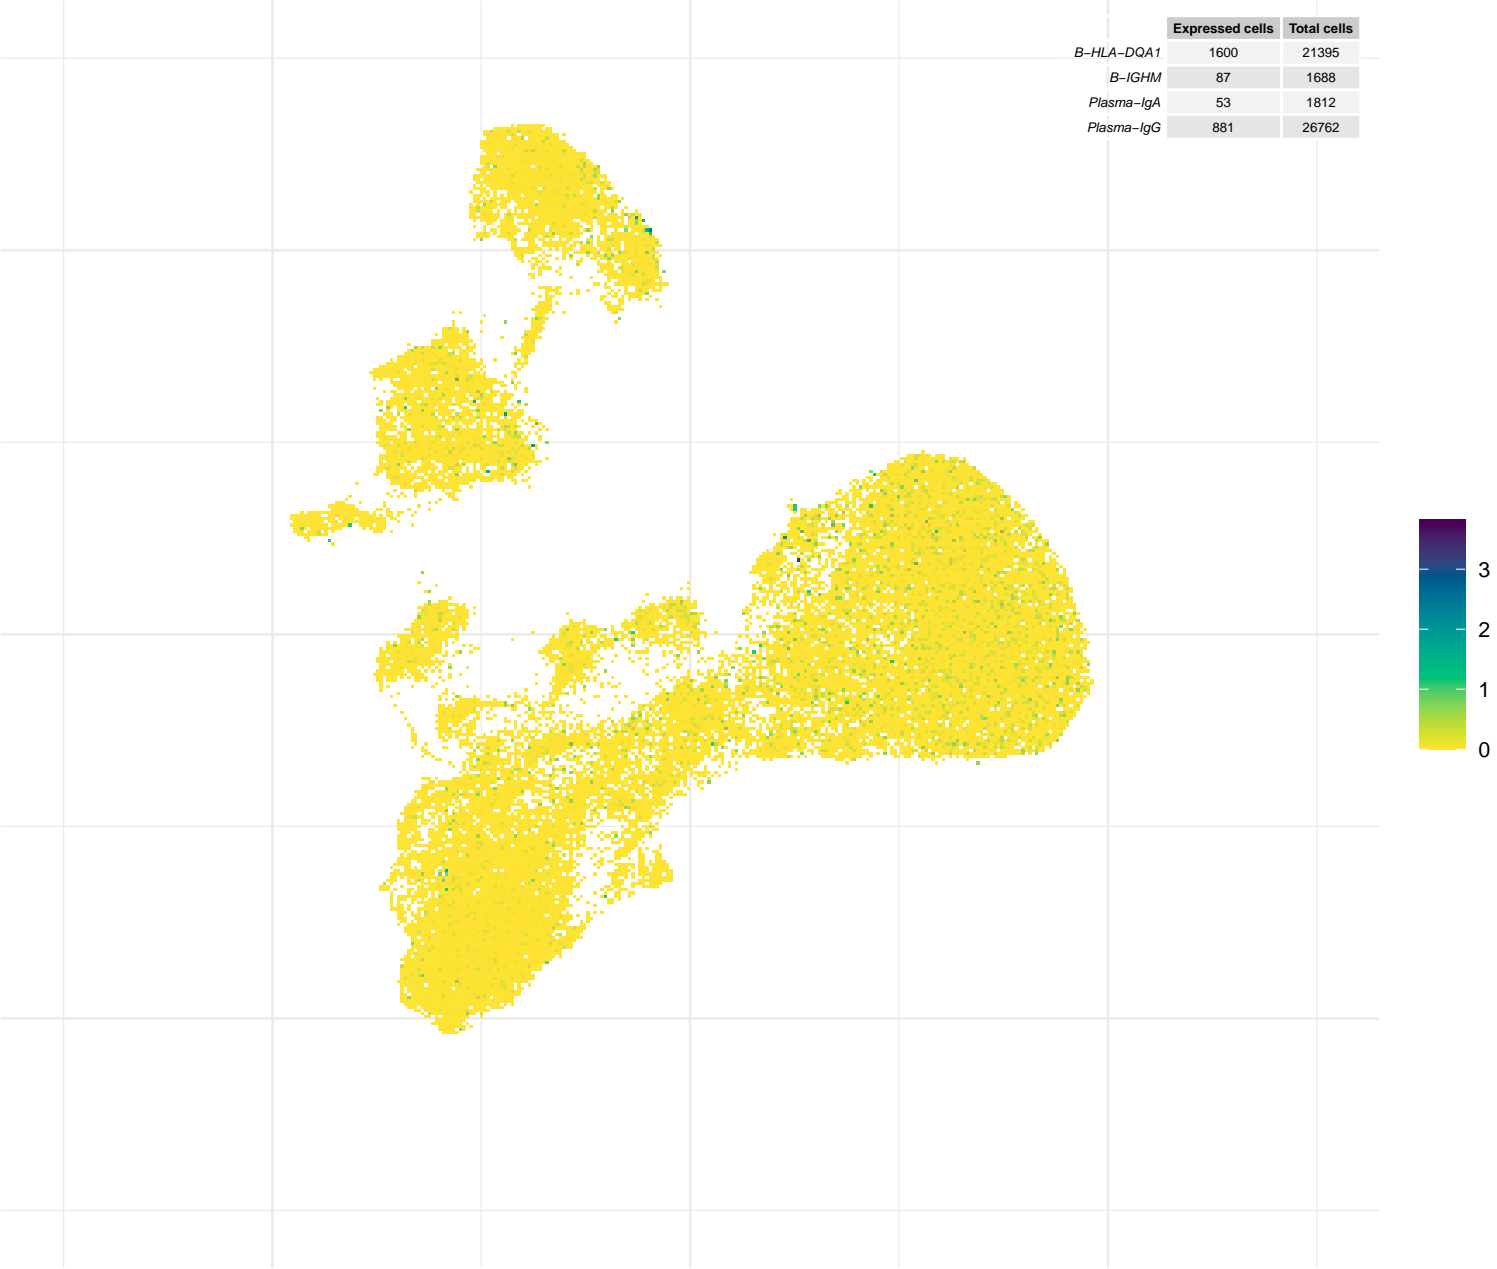 Expressed cells Total cells
B−HLA−DQA1 1600 21395
B−IGHM 87 1688
Plasma−IgA 53 1812
Plasma−IgG 881 26762
3
2
1
0